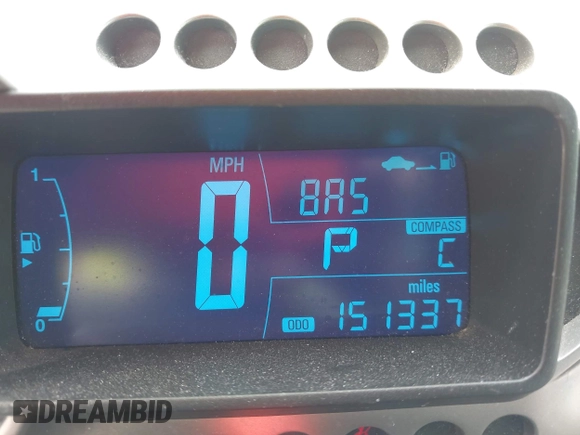 MPH
1
0
0
8AS
P
COMPASS
C
miles
ODO 151337
DREAMBID